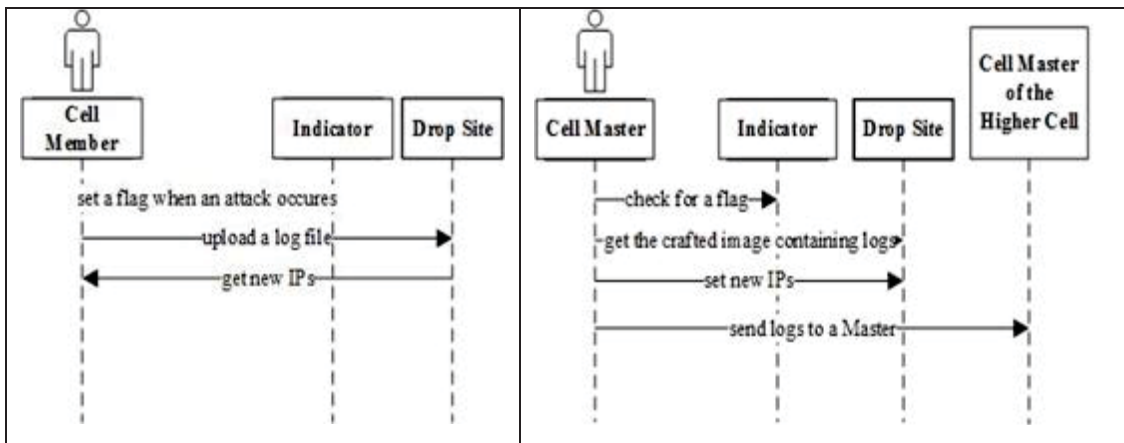 Cell
Member
Indicator
Drop Site
set a flag when an attack occures
upload a log file
get new IPs
Cell Master
Indicator
Drop Site
Cell Master
of the
Higher Cell
check for a flag
get the crafted image containing logs
set new IPs
send logs to a Master